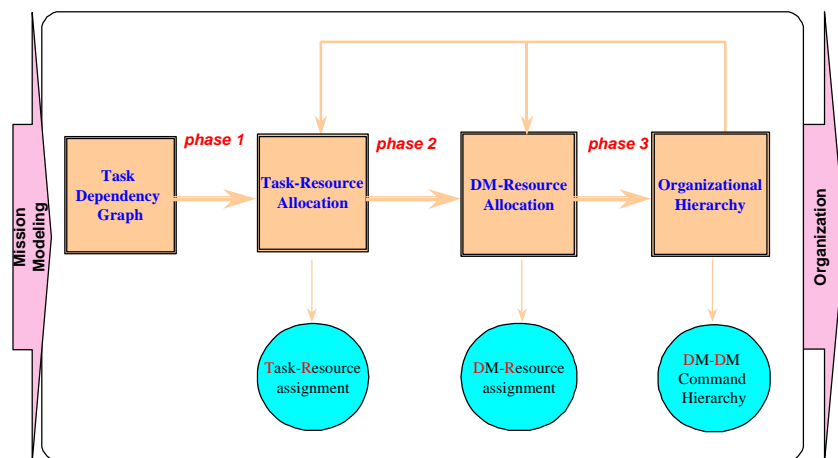 Mission
Modeling
phase 1
phase 2
phase 3
Task
Dependency
Graph
Task-Resource
Allocation
DM-Resource
Allocation
Organizational
Hierarchy
Organization
Task-Resource
assignment
DM-Resource
assignment
DM-DM
Command
Hierarchy